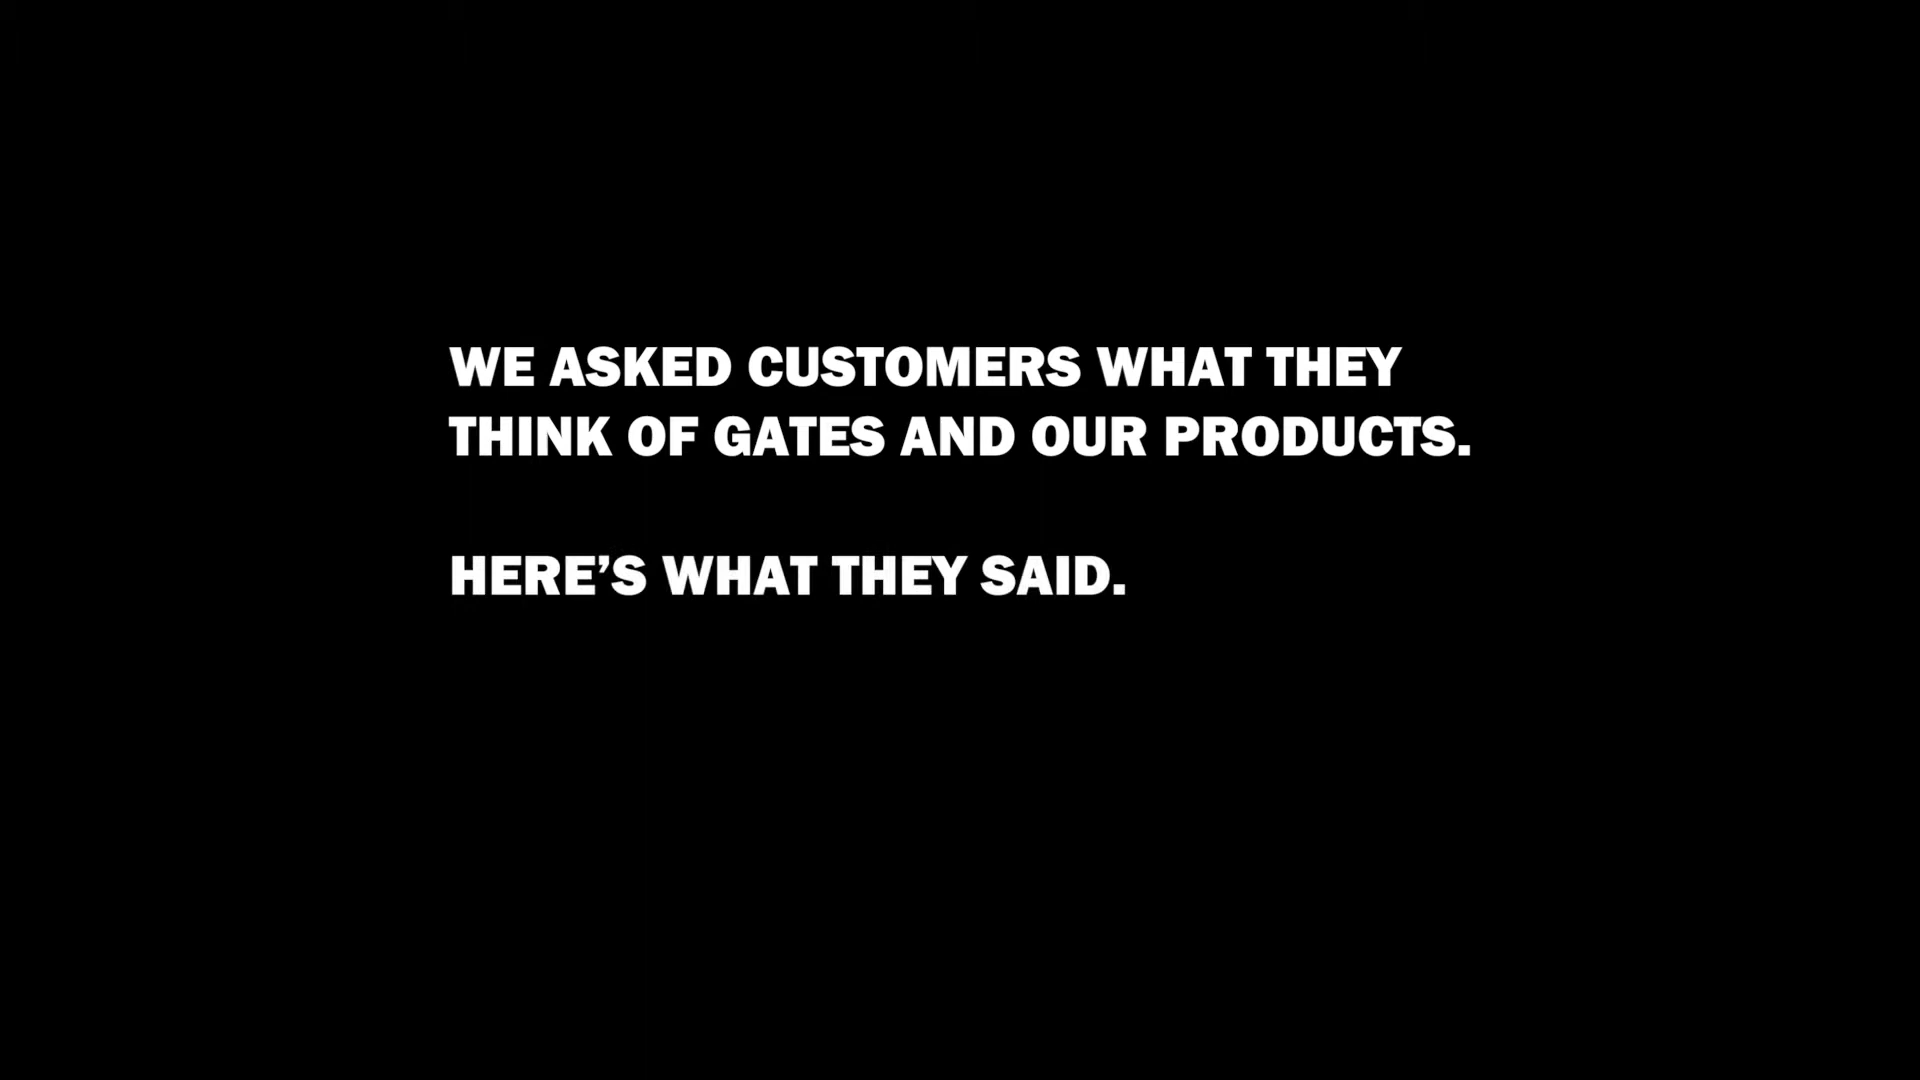 WE ASKED CUSTOMERS WHAT THEY
THINK OF GATES AND OUR PRODUCTS.
HERE’S WHAT THEY SAID.